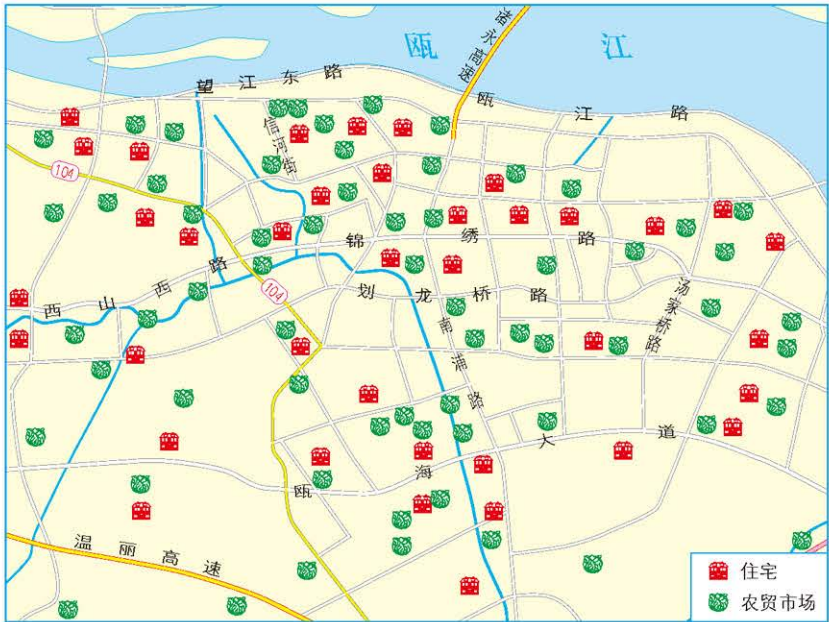 诸永高速
瓯 江
望江东路
瓯江路
信河街
104
锦绣路
西山西路
104
划龙桥路
汤家桥路
南浦路
瓯海大道
温丽高速
住宅
农贸市场